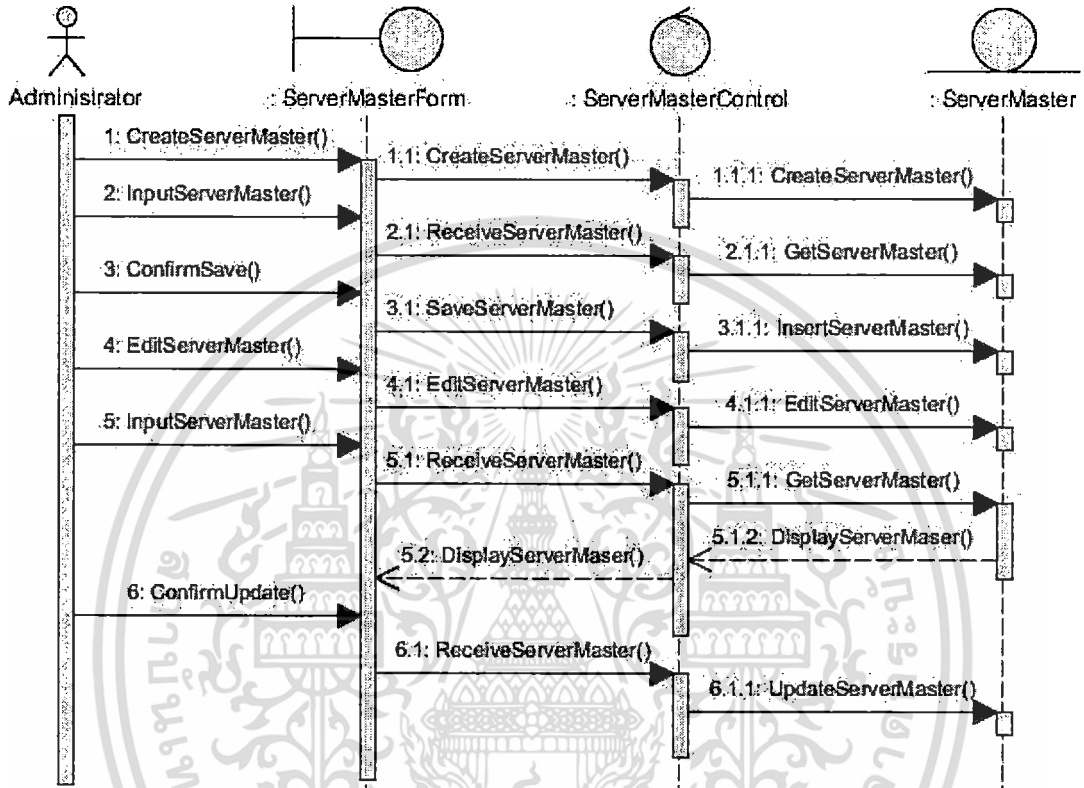 Administrator
: ServerMasterForm
: ServerMasterControl
: ServerMaster
1: CreateServerMaster()
1.1: CreateServerMaster()
1.1.1: CreateServerMaster()
2: InputServerMaster()
2.1: ReceiveServerMaster()
2.1.1: GetServerMaster()
3: ConfirmSave()
3.1: SaveServerMaster()
3.1.1: InsertServerMaster()
4: EditServerMaster()
4.1: EditServerMaster()
4.1.1: EditServerMaster()
5: InputServerMaster()
5.1: ReceiveServerMaster()
5.1.1: GetServerMaster()
5.1.2: DisplayServerMaser()
5.2: DisplayServerMaser()
6: ConfirmUpdate()
6.1: ReceiveServerMaster()
6.1.1: UpdateServerMaster()